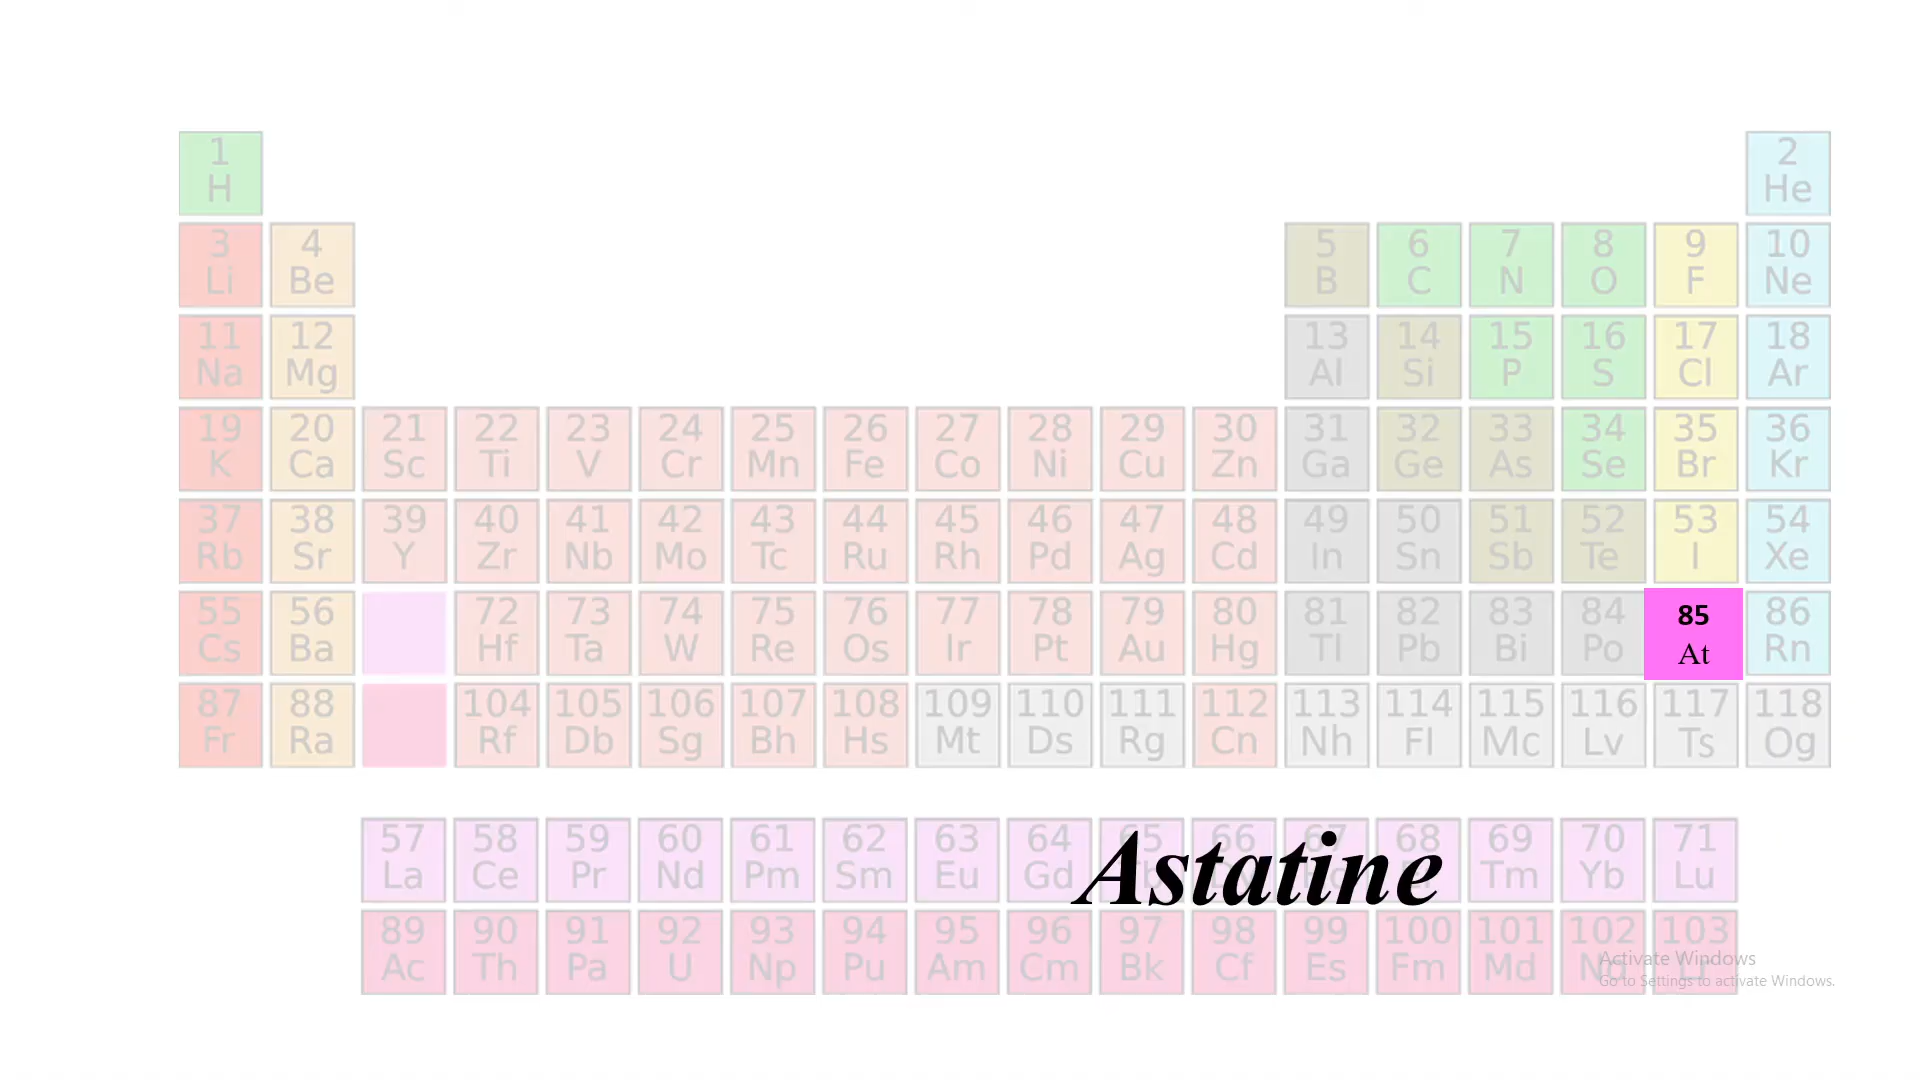 1 2
H He
3 4 5 6 7 8 9 10
Li Be B C N O F Ne
11 12 13 14 15 16 17 18
Na Mg Al Si P S Cl Ar
19 20 21 22 23 24 25 26 27 28 29 30 31 32 33 34 35 36
K Ca Sc Ti V Cr Mn Fe Co Ni Cu Zn Ga Ge As Se Br Kr
37 38 39 40 41 42 43 44 45 46 47 48 49 50 51 52 53 54
Rb Sr Y Zr Nb Mo Tc Ru Rh Pd Ag Cd In Sn Sb Te I Xe
55 56 72 73 74 75 76 77 78 79 80 81 82 83 84 85 86
Cs Ba Hf Ta W Re Os Ir Pt Au Hg Tl Pb Bi Po At Rn
87 88 104 105 106 107 108 109 110 111 112 113 114 115 116 117 118
Fr Ra Rf Db Sg Bh Hs Mt Ds Rg Cn Nh Fl Mc Lv Ts Og
57 58 59 60 61 62 63 64 65 66 67 68 69 70 71
La Ce Pr Nd Pm Sm Eu Gd Tm Yb Lu
Astatine
89 90 91 92 93 94 95 96 97 98 99 100 101 102 103
Ac Th Pa U Np Pu Am Cm Bk Cf Es Fm Md
Activate Windows
Go to Settings to activate Windows.